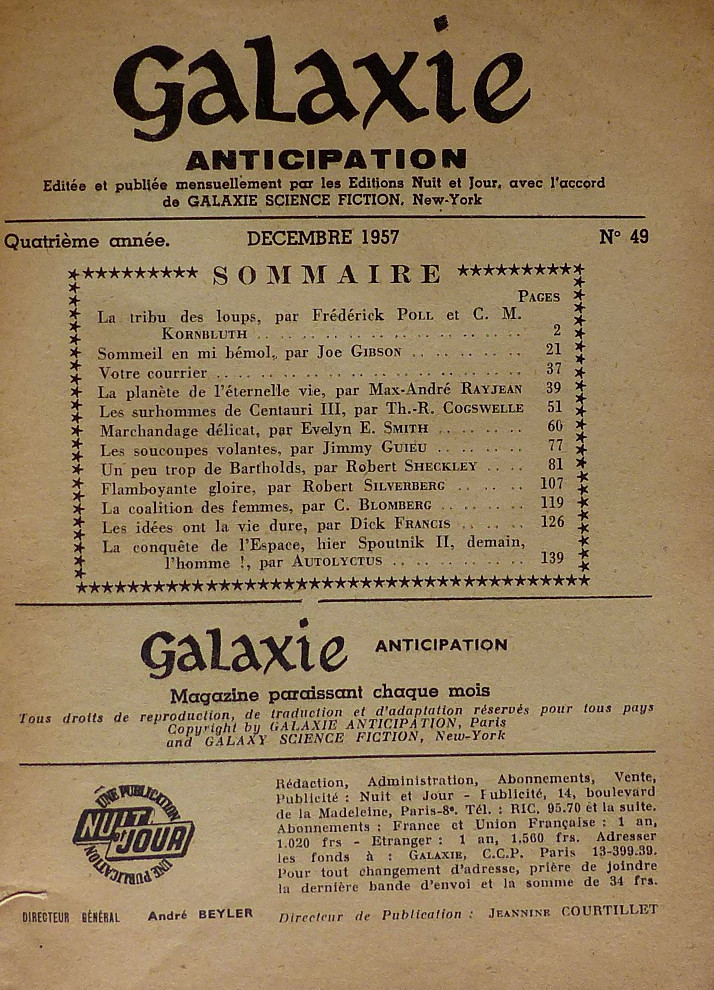 Galaxie
ANTICIPATION
Editée et publiée mensuellement par les Editions Nuit et Jour, avec l'accord
de GALAXIE SCIENCE FICTION, New-York
Quatrième année. DECEMBRE 1957 N° 49
SOMMAIRE
PAGES
La tribu des loups, par Frédérick POLL et C. M.
KORNBLUTH .. .. .. .. .. .. .. .. .. .. .. 2
Sommeil en mi bémol, par Joe GIBSON .. .. .. .. 21
Votre courrier .. .. .. .. .. .. .. .. .. .. .. 37
La planète de l'éternelle vie, par Max-André RAYJEAN 39
Les surhommes de Centauri III, par Th.-R. COGSWELLE 51
Marchandage délicat, par Evelyn E. SMITH .. .. .. 60
Les soucoupes volantes, par Jimmy GUIEU .. .. .. 77
Un peu trop de Bartholds, par Robert SHECKLEY .. .. 81
Flamboyante gloire, par Robert SILVERBERG .. .. .. 107
La coalition des femmes, par C. BLOMBERG .. .. .. 119
Les idées ont la vie dure, par Dick FRANCIS .. .. .. 126
La conquête de l'Espace, hier Spoutnik II, demain,
l'homme !, par AUTOLYCTUS .. .. .. .. .. 139
Galaxie ANTICIPATION
Magazine paraissant chaque mois
Tous droits de reproduction, de traduction et d'adaptation réservés pour tous pays
Copyright by GALAXIE ANTICIPATION, Paris
and GALAXY SCIENCE FICTION, New-York
UNE PUBLICATION
NUIT et JOUR
UNE PUBLICATION
Rédaction, Administration, Abonnements, Vente,
Publicité : Nuit et Jour - Publicité, 14, boulevard
de la Madeleine, Paris-8e. Tél. : RIC. 95.70 et la suite.
Abonnements : France et Union Française : 1 an,
1.020 frs - Etranger : 1 an, 1.560 frs. Adresser
les fonds à : GALAXIE, C.C.P. Paris 13-399.39.
Pour tout changement d'adresse, prière de joindre
la dernière bande d'envoi et la somme de 34 frs.
DIRECTEUR GÉNÉRAL André BEYLER Directeur de Publication : JEANNINE COURTILLET